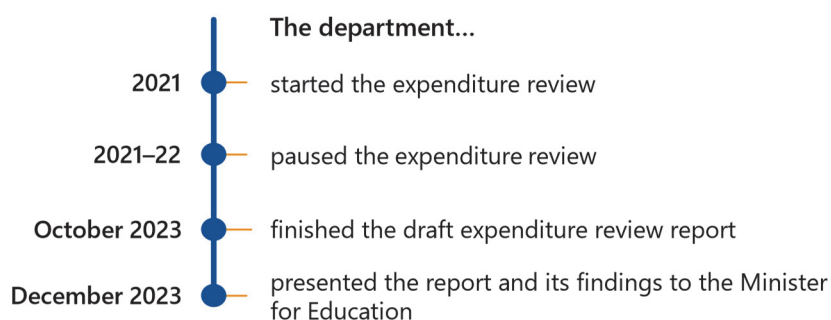 The department...
2021 started the expenditure review
2021–22 paused the expenditure review
October 2023 finished the draft expenditure review report
December 2023 presented the report and its findings to the Minister
for Education